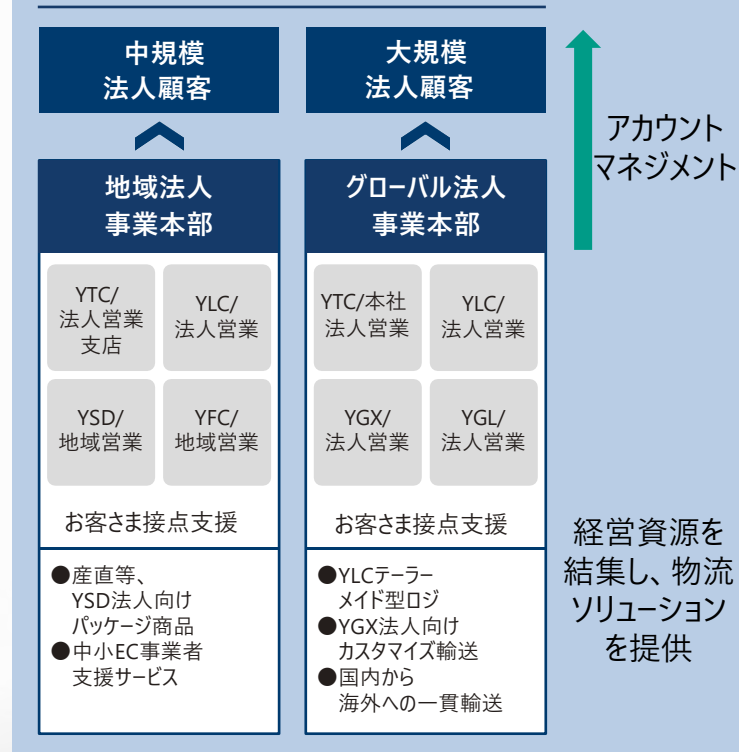 中規模
法人顧客
大規模
法人顧客
アカウント
マネジメント
地域法人
事業本部
グローバル法人
事業本部
YTC/
法人営業
支店
YLC/
法人営業
YTC/本社
法人営業
YLC/
法人営業
YSD/
地域営業
YFC/
地域営業
YGX/
法人営業
YGL/
法人営業
お客さま接点支援
お客さま接点支援
●産直等、
YSD法人向け
パッケージ商品
●中小EC事業者
支援サービス
●YLCテーラー
メイド型ロジ
●YGX法人向け
カスタマイズ輸送
●国内から
海外への一貫輸送
経営資源を
結集し、物流
ソリューション
を提供